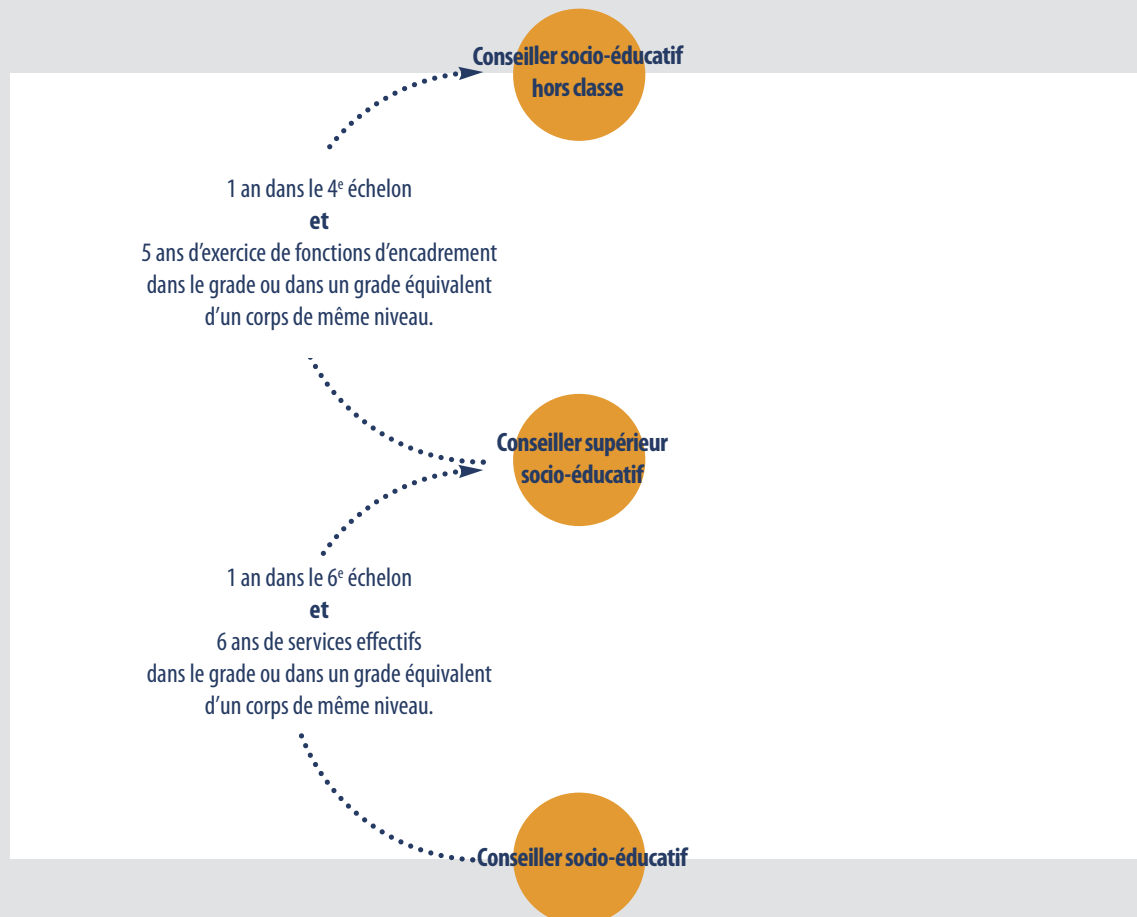 Conseiller socio-éducatif
hors classe
1 an dans le 4e échelon
et
5 ans d’exercice de fonctions d’encadrement
dans le grade ou dans un grade équivalent
d’un corps de même niveau.
Conseiller supérieur
socio-éducatif
1 an dans le 6e échelon
et
6 ans de services effectifs
dans le grade ou dans un grade équivalent
d’un corps de même niveau.
Conseiller socio-éducatif